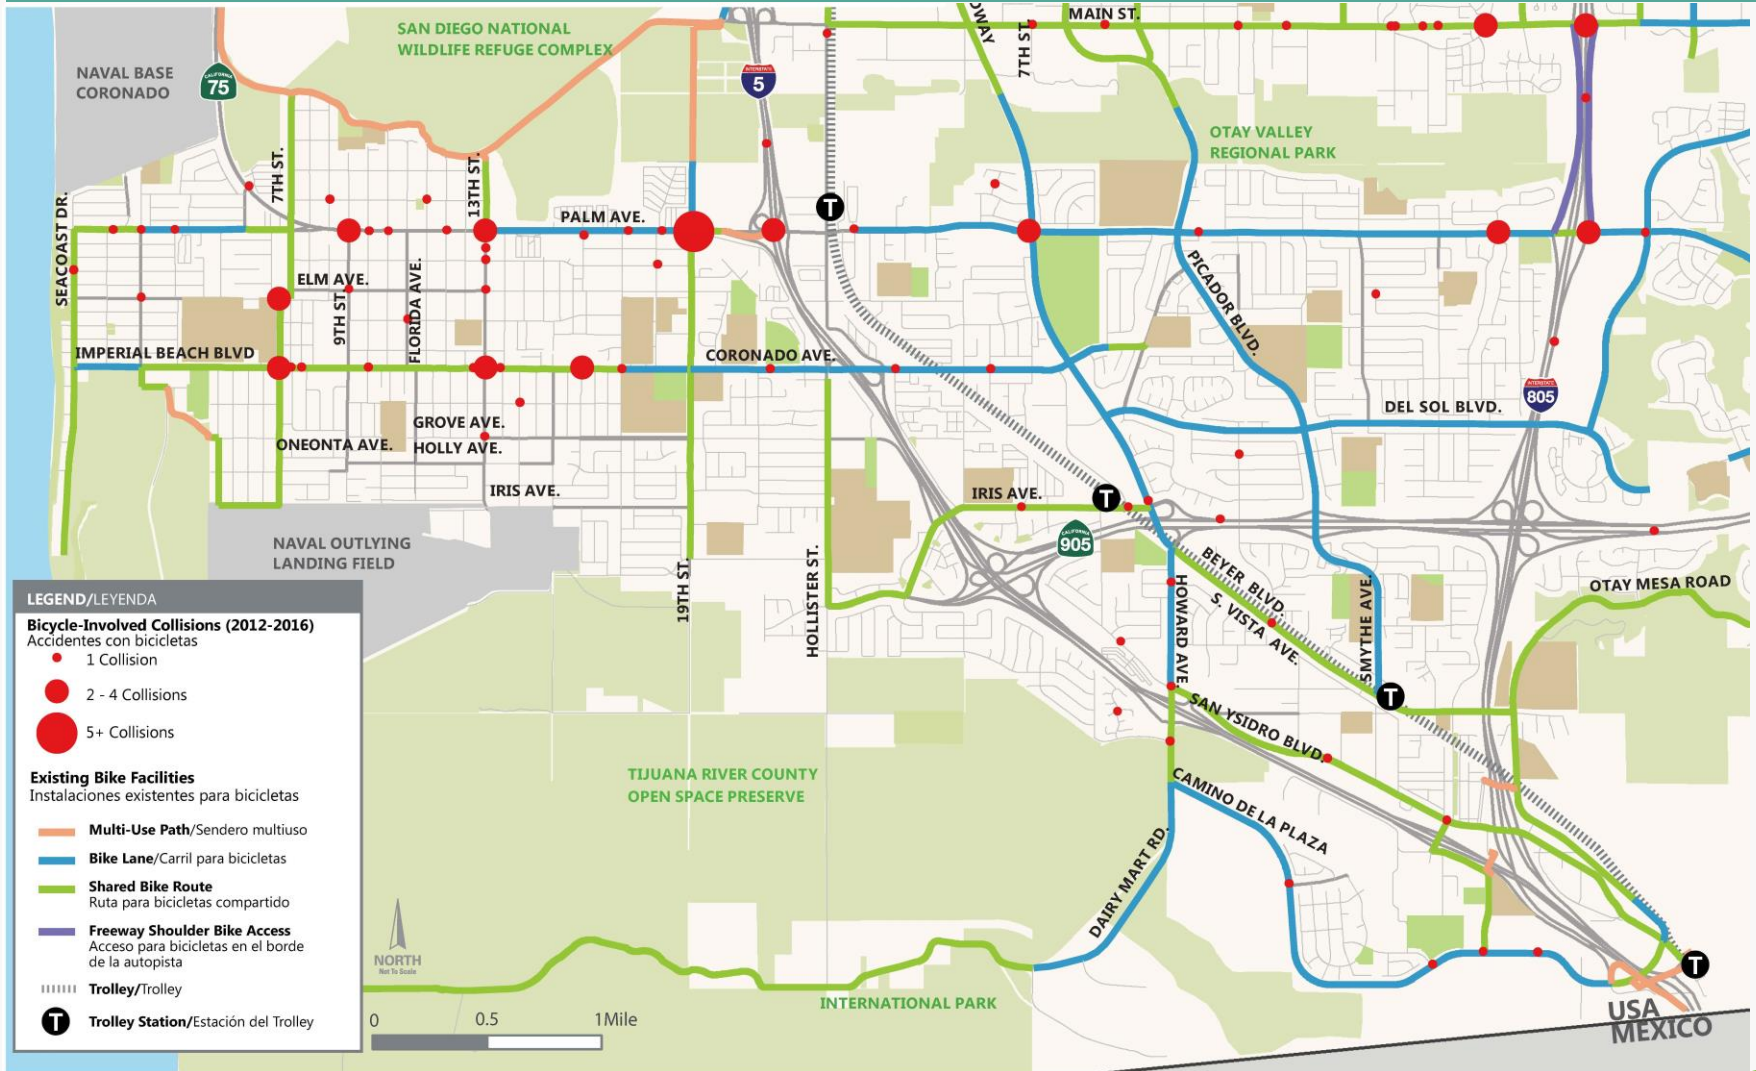 SAN DIEGO NATIONAL
WILDLIFE REFUGE COMPLEX
NAVAL BASE
CORONADO
CALIFORNIA
75
INTERSTATE
5
7TH ST.
MAIN ST.
OTAY VALLEY
REGIONAL PARK
7TH ST.
13TH ST.
SEACOAST DR.
PALM AVE.
T
ELM AVE.
9TH ST.
FLORIDA AVE.
PICADOR BLVD.
IMPERIAL BEACH BLVD
CORONADO AVE.
INTERSTATE
805
DEL SOL BLVD.
GROVE AVE.
ONEONTA AVE.
HOLLY AVE.
IRIS AVE.
IRIS AVE.
T
CALIFORNIA
905
NAVAL OUTLYING
LANDING FIELD
19TH ST.
HOLLISTER ST.
HOWARD AVE.
BEYER BLVD.
S. VISTA AVE.
SMYTHE AVE.
OTAY MESA ROAD
T
SAN YSIDRO BLVD.
TIJUANA RIVER COUNTY
OPEN SPACE PRESERVE
CAMINO DE LA PLAZA
DAIRY MART RD.
INTERNATIONAL PARK
T
USA
MEXICO
LEGEND/LEYENDA
Bicycle-Involved Collisions (2012-2016)
Accidentes con bicicletas
1 Collision
2 - 4 Collisions
5+ Collisions
Existing Bike Facilities
Instalaciones existentes para bicicletas
Multi-Use Path/Sendero multiuso
Bike Lane/Carril para bicicletas
Shared Bike Route
Ruta para bicicletas compartido
Freeway Shoulder Bike Access
Acceso para bicicletas en el borde
de la autopista
Trolley/Trolley
T Trolley Station/Estación del Trolley
NORTH
Not To Scale
0 0.5 1Mile